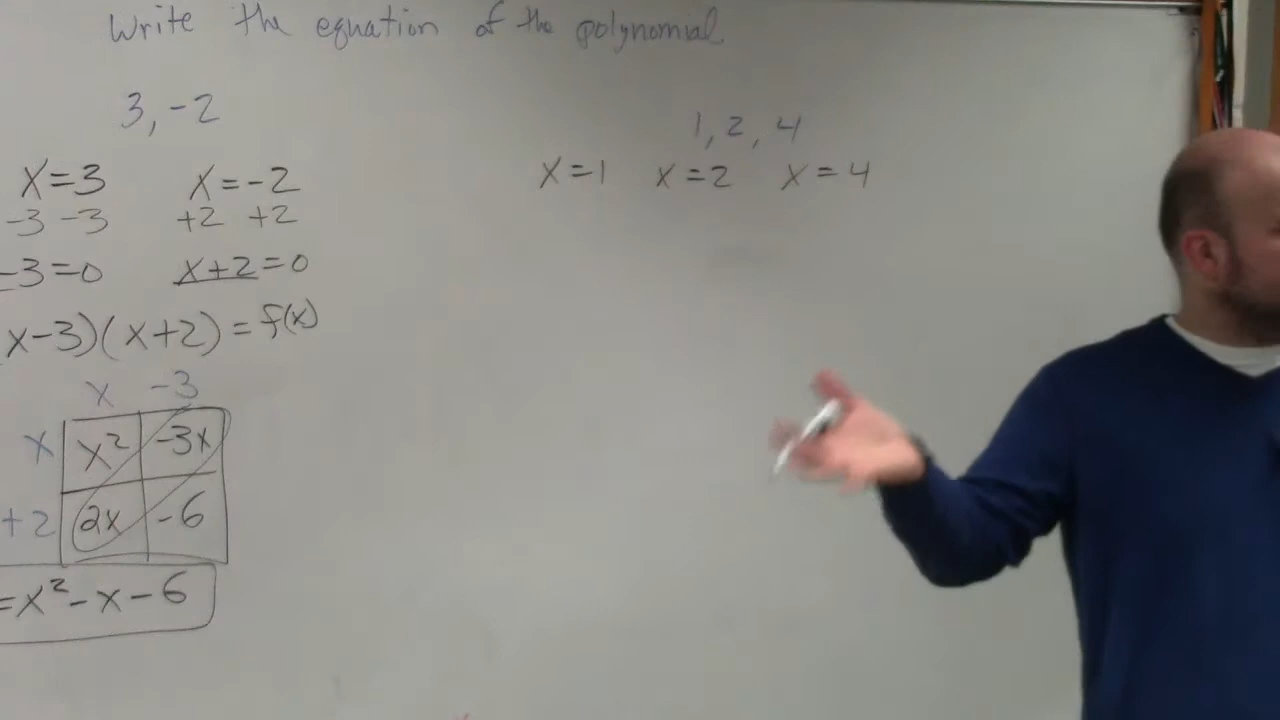 Write the equation of the polynomial
3, -2
x=3 x=-2
-3 -3 +2 +2
-3=0 x+2=0
(x-3)(x+2)=f(x)
x -3
x x² -3x
+2 2x -6
=x²-x-6
1, 2, 4
x=1 x=2 x=4